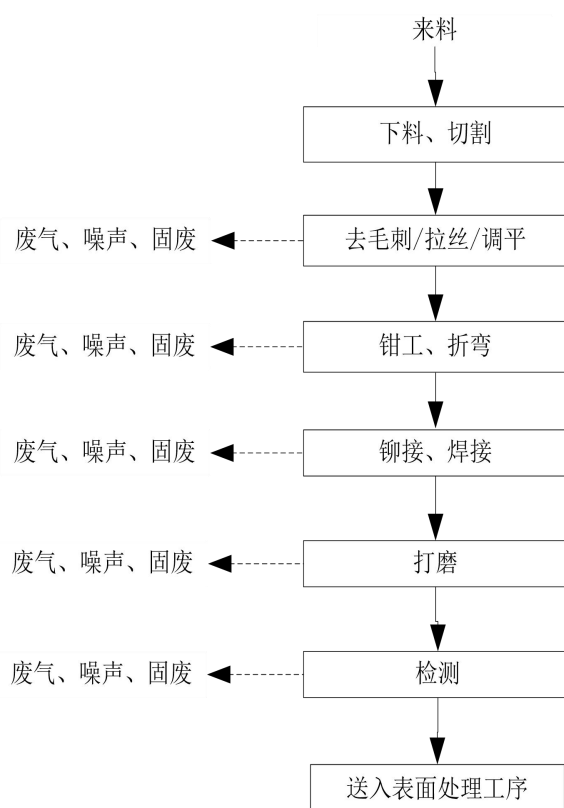 来料
下料、切割
废气、噪声、固废
去毛刺/拉丝/调平
废气、噪声、固废
钳工、折弯
废气、噪声、固废
铆接、焊接
废气、噪声、固废
打磨
废气、噪声、固废
检测
送入表面处理工序